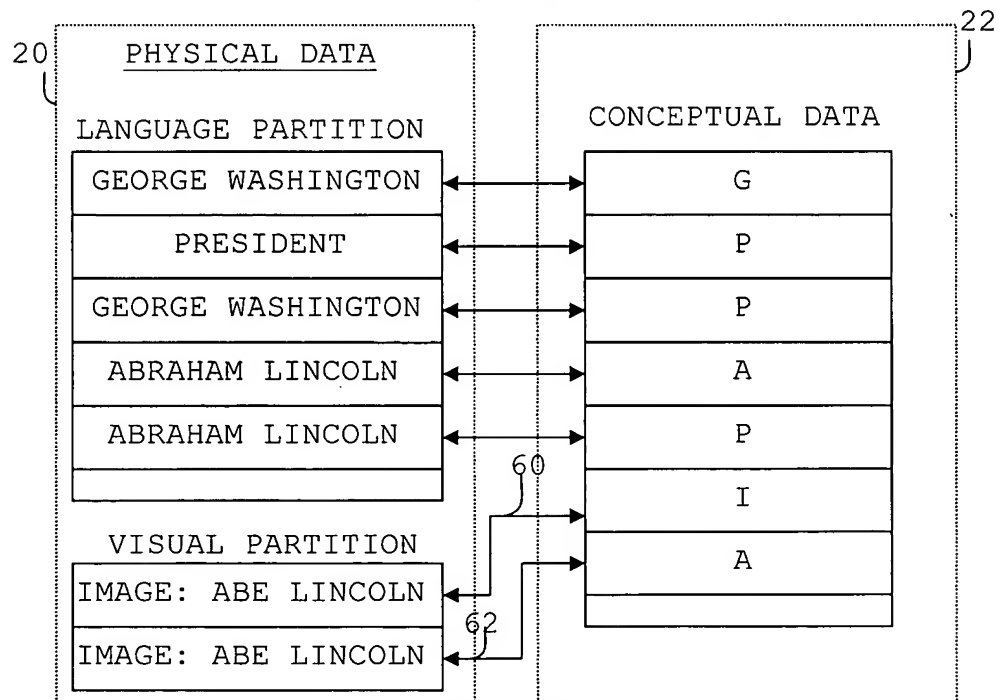 20
PHYSICAL DATA
LANGUAGE PARTITION
GEORGE WASHINGTON
PRESIDENT
GEORGE WASHINGTON
ABRAHAM LINCOLN
ABRAHAM LINCOLN
VISUAL PARTITION
IMAGE: ABE LINCOLN
IMAGE: ABE LINCOLN
60
62
22
CONCEPTUAL DATA
G
P
P
A
P
I
A